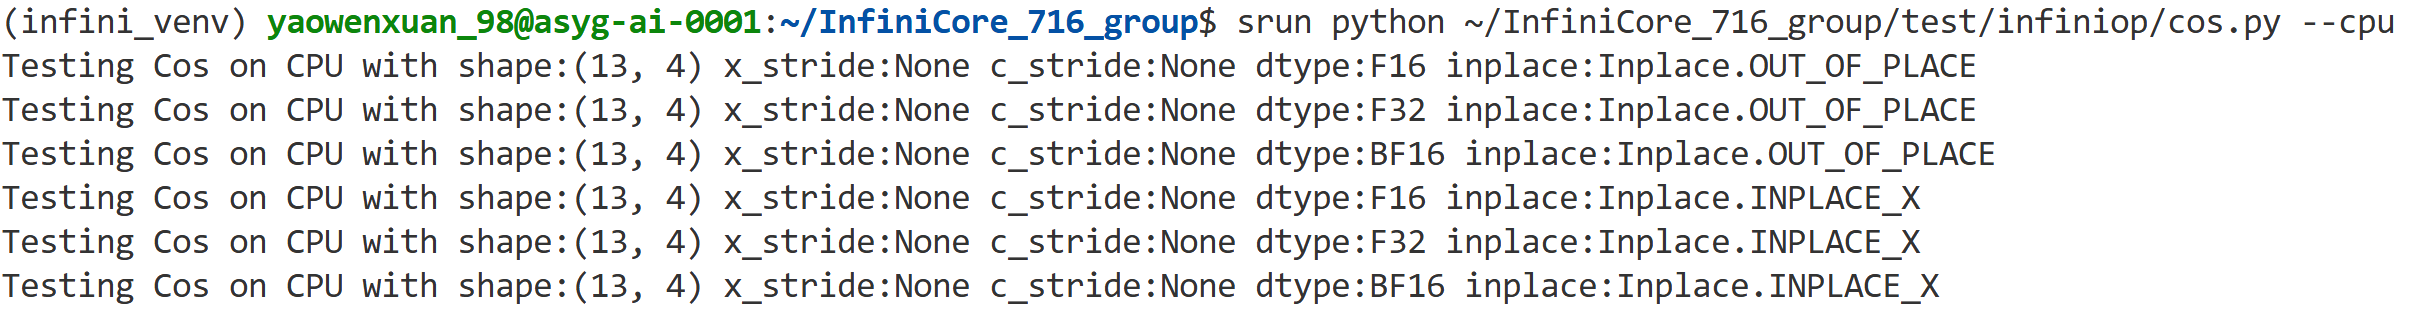 (infini_venv) yaowenxuan_98@asyg-ai-0001:~/InfiniCore_716_group$ srun python ~/InfiniCore_716_group/test/infiniop/cos.py --cpu
Testing Cos on CPU with shape:(13, 4) x_stride:None c_stride:None dtype:F16 inplace:Inplace.OUT_OF_PLACE
Testing Cos on CPU with shape:(13, 4) x_stride:None c_stride:None dtype:F32 inplace:Inplace.OUT_OF_PLACE
Testing Cos on CPU with shape:(13, 4) x_stride:None c_stride:None dtype:BF16 inplace:Inplace.OUT_OF_PLACE
Testing Cos on CPU with shape:(13, 4) x_stride:None c_stride:None dtype:F16 inplace:Inplace.INPLACE_X
Testing Cos on CPU with shape:(13, 4) x_stride:None c_stride:None dtype:F32 inplace:Inplace.INPLACE_X
Testing Cos on CPU with shape:(13, 4) x_stride:None c_stride:None dtype:BF16 inplace:Inplace.INPLACE_X